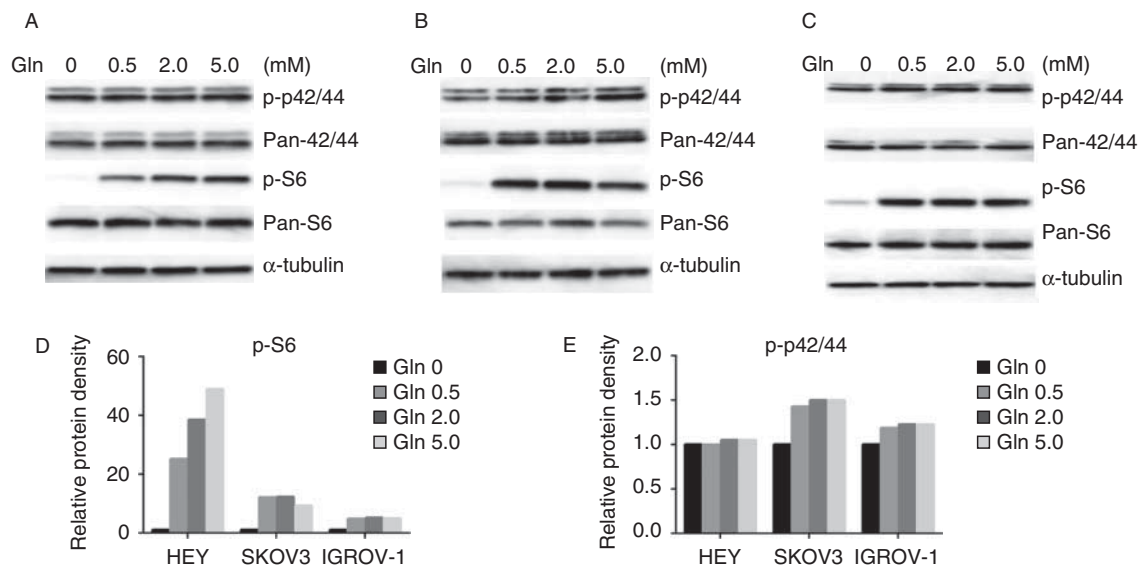 A
Gln 0 0.5 2.0 5.0 (mM)
p-p42/44
Pan-42/44
p-S6
Pan-S6
α-tubulin
B
Gln 0 0.5 2.0 5.0 (mM)
p-p42/44
Pan-42/44
p-S6
Pan-S6
α-tubulin
C
Gln 0 0.5 2.0 5.0 (mM)
p-p42/44
Pan-42/44
p-S6
Pan-S6
α-tubulin
D
p-S6
Relative protein density
60
40
20
0
HEY SKOV3 IGROV-1
Gln 0
Gln 0.5
Gln 2.0
Gln 5.0
E
p-p42/44
Relative protein density
2.0
1.5
1.0
0.5
0.0
HEY SKOV3 IGROV-1
Gln 0
Gln 0.5
Gln 2.0
Gln 5.0